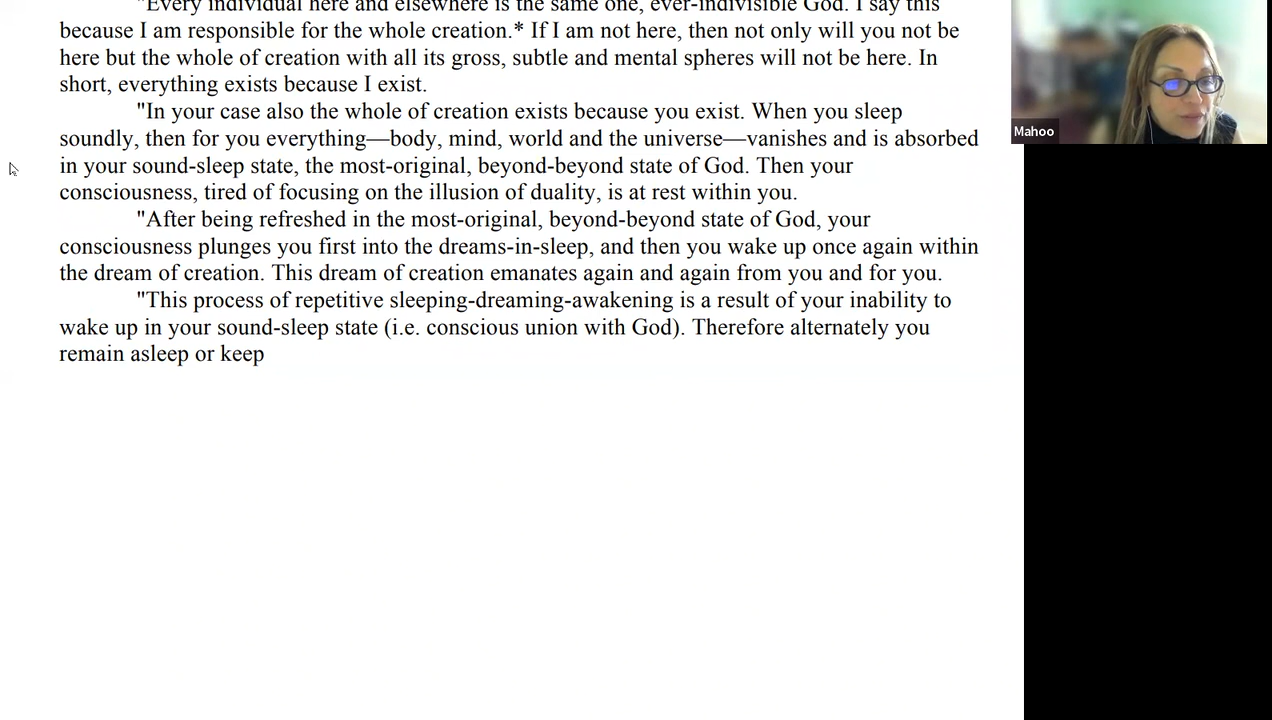 "Every individual here and elsewhere is the same one, ever-indivisible God. I say this
because I am responsible for the whole creation.* If I am not here, then not only will you not be
here but the whole of creation with all its gross, subtle and mental spheres will not be here. In
short, everything exists because I exist.
"In your case also the whole of creation exists because you exist. When you sleep
soundly, then for you everything—body, mind, world and the universe—vanishes and is absorbed
in your sound-sleep state, the most-original, beyond-beyond state of God. Then your
consciousness, tired of focusing on the illusion of duality, is at rest within you.
"After being refreshed in the most-original, beyond-beyond state of God, your
consciousness plunges you first into the dreams-in-sleep, and then you wake up once again within
the dream of creation. This dream of creation emanates again and again from you and for you.
"This process of repetitive sleeping-dreaming-awakening is a result of your inability to
wake up in your sound-sleep state (i.e. conscious union with God). Therefore alternately you
remain asleep or keep
Mahoo